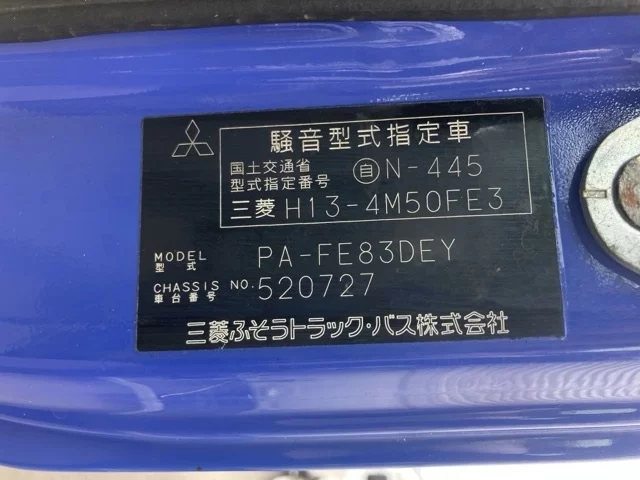 騒音型式指定車
国土交通省
型式指定番号 自N-445
三菱 H13-4M50FE3
MODEL
型式 PA-FE83DEY
CHASSIS NO.
車台番号 520727
三菱ふそうトラック・バス株式会社